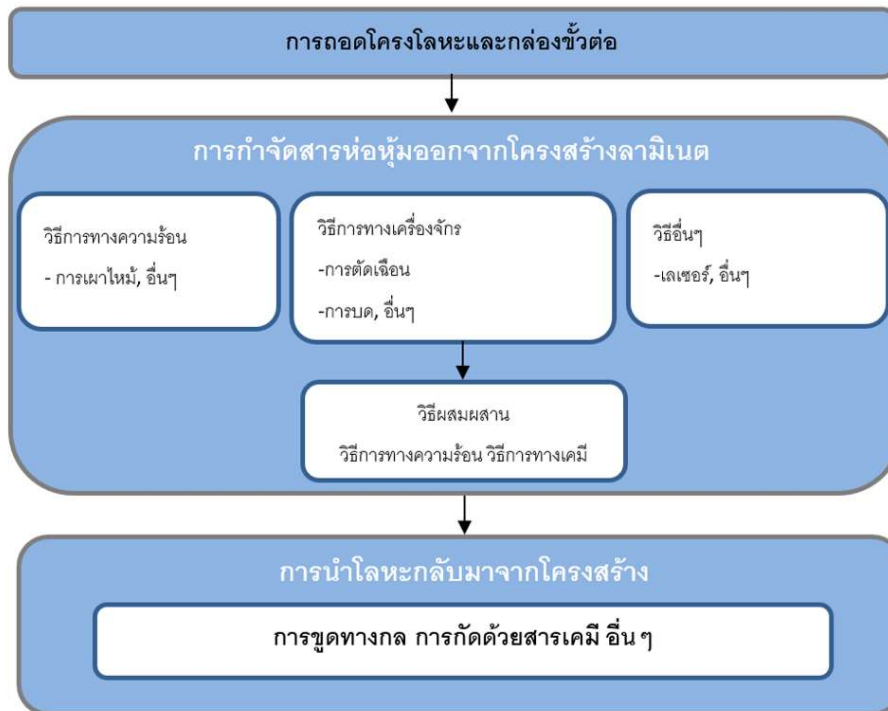 การถอดโครงโลหะและกล่องขั้วต่อ
การกำจัดสารห่อหุ้มออกจากโครงสร้างลามิเนต
วิธีการทางความร้อน
- การเผาไหม้, อื่นๆ
วิธีการทางเครื่องจักร
-การตัดเฉือน
-การบด, อื่นๆ
วิธีอื่นๆ
-เลเซอร์, อื่นๆ
วิธีผสมผสาน
วิธีการทางความร้อน วิธีการทางเคมี
การนำโลหะกลับมาจากโครงสร้าง
การขูดทางกล การกัดด้วยสารเคมี อื่นๆ